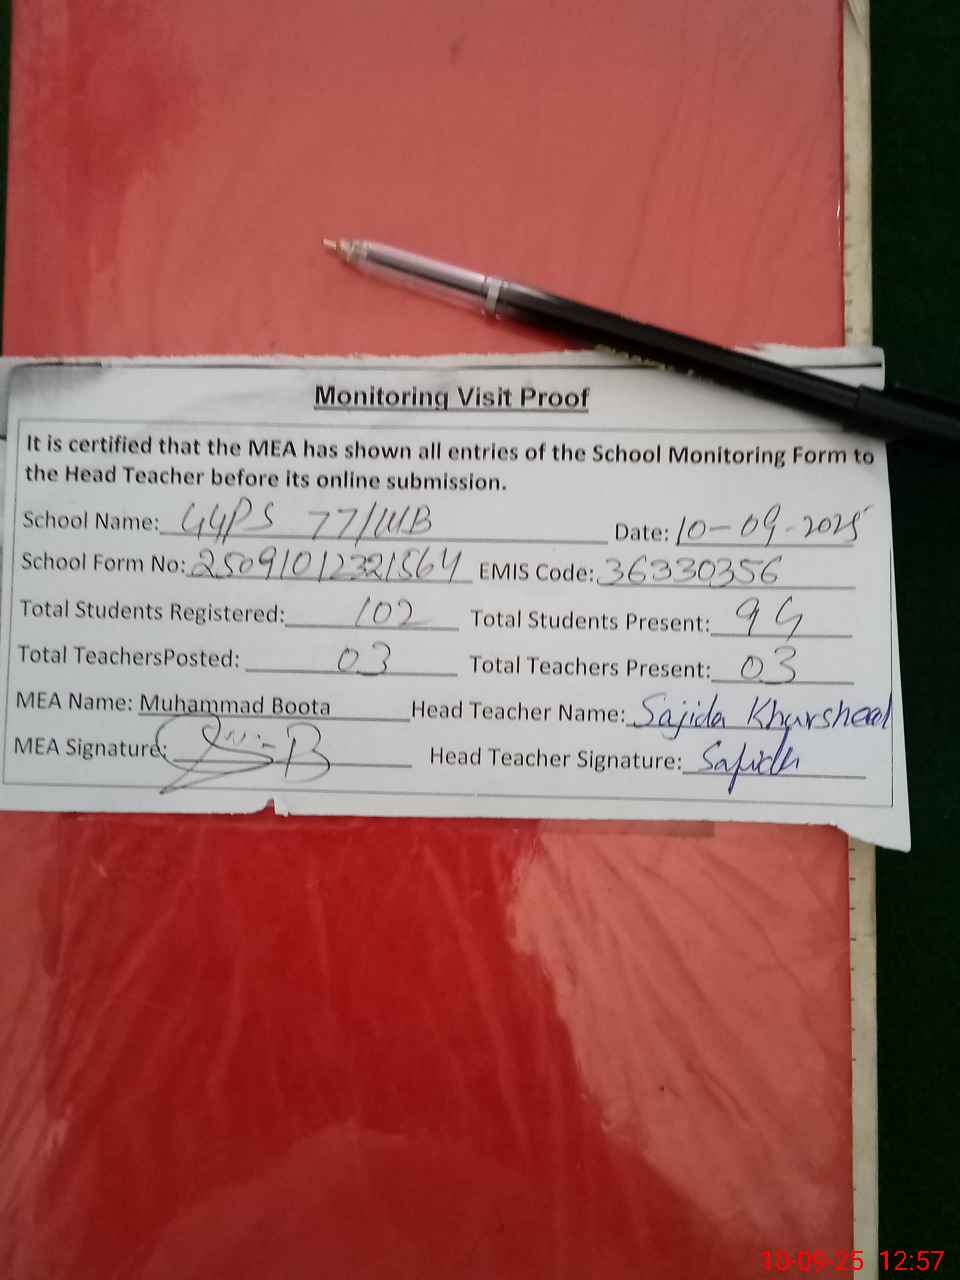 Monitoring Visit Proof
It is certified that the MEA has shown all entries of the School Monitoring Form to
the Head Teacher before its online submission.
School Name: GGPS 77/MB Date: 10-09-2025
School Form No: 25091012321564 EMIS Code: 36330356
Total Students Registered: 102 Total Students Present: 94
Total TeachersPosted: 03 Total Teachers Present: 03
MEA Name: Muhammad Boota Head Teacher Name: Sajida Khursheed
MEA Signature: Head Teacher Signature: Sajida
10-09-25 12:57